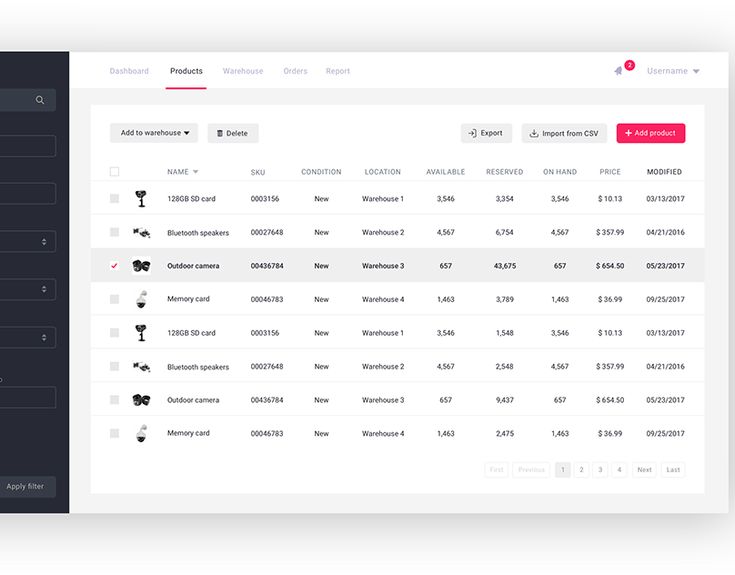 Dashboard Products Warehouse Orders Report 2 Username
Add to warehouse Delete Export Import from CSV + Add product
NAME SKU CONDITION LOCATION AVAILABLE RESERVED ON HAND PRICE MODIFIED
128GB SD card 0003156 New Warehouse 1 3,546 3,354 3,546 $ 10.13 03/13/2017
Bluetooth speakers 00027648 New Warehouse 2 4,567 6,754 4,567 $ 357.99 04/21/2016
Outdoor camera 00436784 New Warehouse 3 657 43,675 657 $ 654.50 05/23/2017
Memory card 00046783 New Warehouse 4 1,463 3,789 1,463 $ 36.99 09/25/2017
128GB SD card 0003156 New Warehouse 1 3,546 1,548 3,546 $ 10.13 03/13/2017
Bluetooth speakers 00027648 New Warehouse 2 4,567 2,548 4,567 $ 357.99 04/21/2016
Outdoor camera 00436784 New Warehouse 3 657 9,437 657 $ 654.50 05/23/2017
Memory card 00046783 New Warehouse 4 1,463 2,475 1,463 $ 36.99 09/25/2017
First Previous 1 2 3 4 Next Last
Apply filter